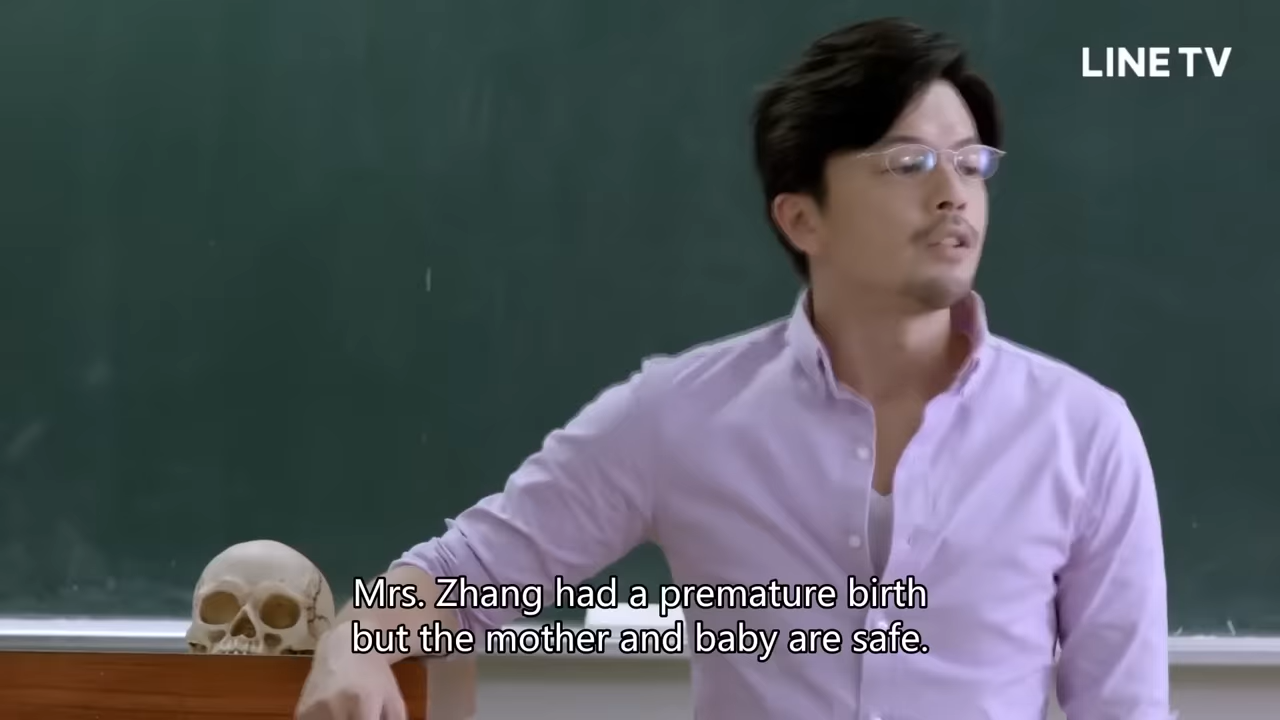 LINE TV
Mrs. Zhang had a premature birth
but the mother and baby are safe.